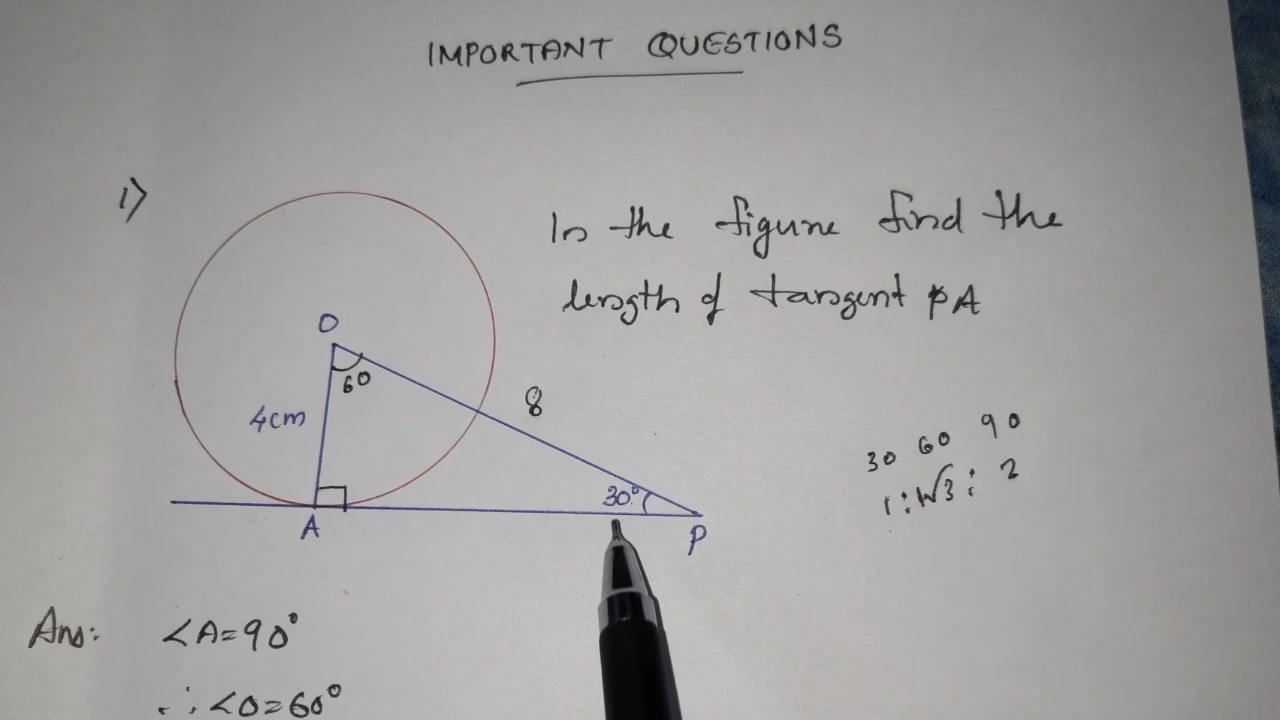 IMPORTANT QUESTIONS
1)
In the figure find the
length of tangent PA
O
60
4cm
8
30°
A
P
30 60 90
1:√3:2
Ans: <A=90°
∴ <O=60°